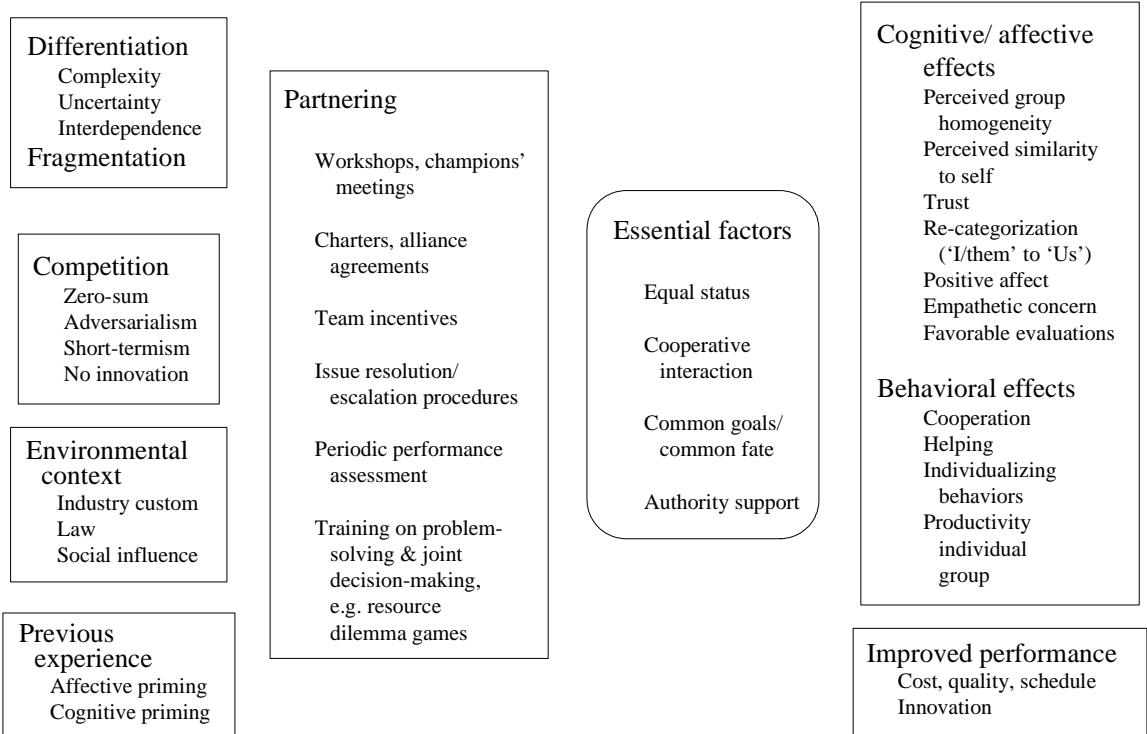 Differentiation
Complexity
Uncertainty
Interdependence
Fragmentation
Competition
Zero-sum
Adversarialism
Short-termism
No innovation
Environmental
context
Industry custom
Law
Social influence
Previous
experience
Affective priming
Cognitive priming
Partnering
Workshops, champions’
meetings
Charters, alliance
agreements
Team incentives
Issue resolution/
escalation procedures
Periodic performance
assessment
Training on problem-
solving & joint
decision-making,
e.g. resource
dilemma games
Essential factors
Equal status
Cooperative
interaction
Common goals/
common fate
Authority support
Cognitive/ affective
effects
Perceived group
homogeneity
Perceived similarity
to self
Trust
Re-categorization
(‘I/them’ to ‘Us’)
Positive affect
Empathetic concern
Favorable evaluations
Behavioral effects
Cooperation
Helping
Individualizing
behaviors
Productivity
individual
group
Improved performance
Cost, quality, schedule
Innovation